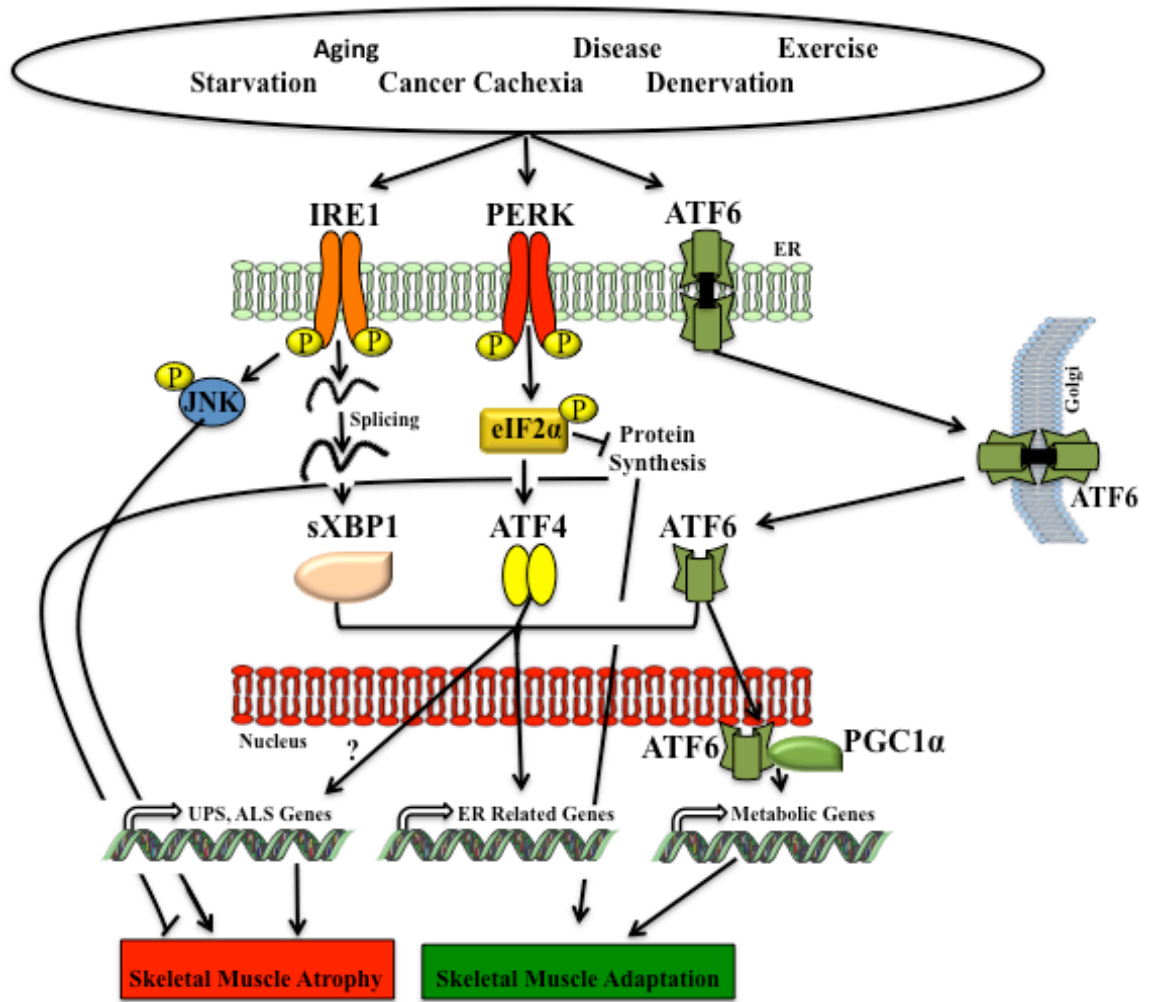 Aging Disease Exercise
Starvation Cancer Cachexia Denervation
IRE1 PERK ATF6
ER
P P P P
Golgi
P
JNK
Splicing
P
eIF2α
Protein
Synthesis
ATF6
sXBP1 ATF4 ATF6
Nucleus
?
ATF6 PGC1α
UPS, ALS Genes ER Related Genes Metabolic Genes
Skeletal Muscle Atrophy Skeletal Muscle Adaptation